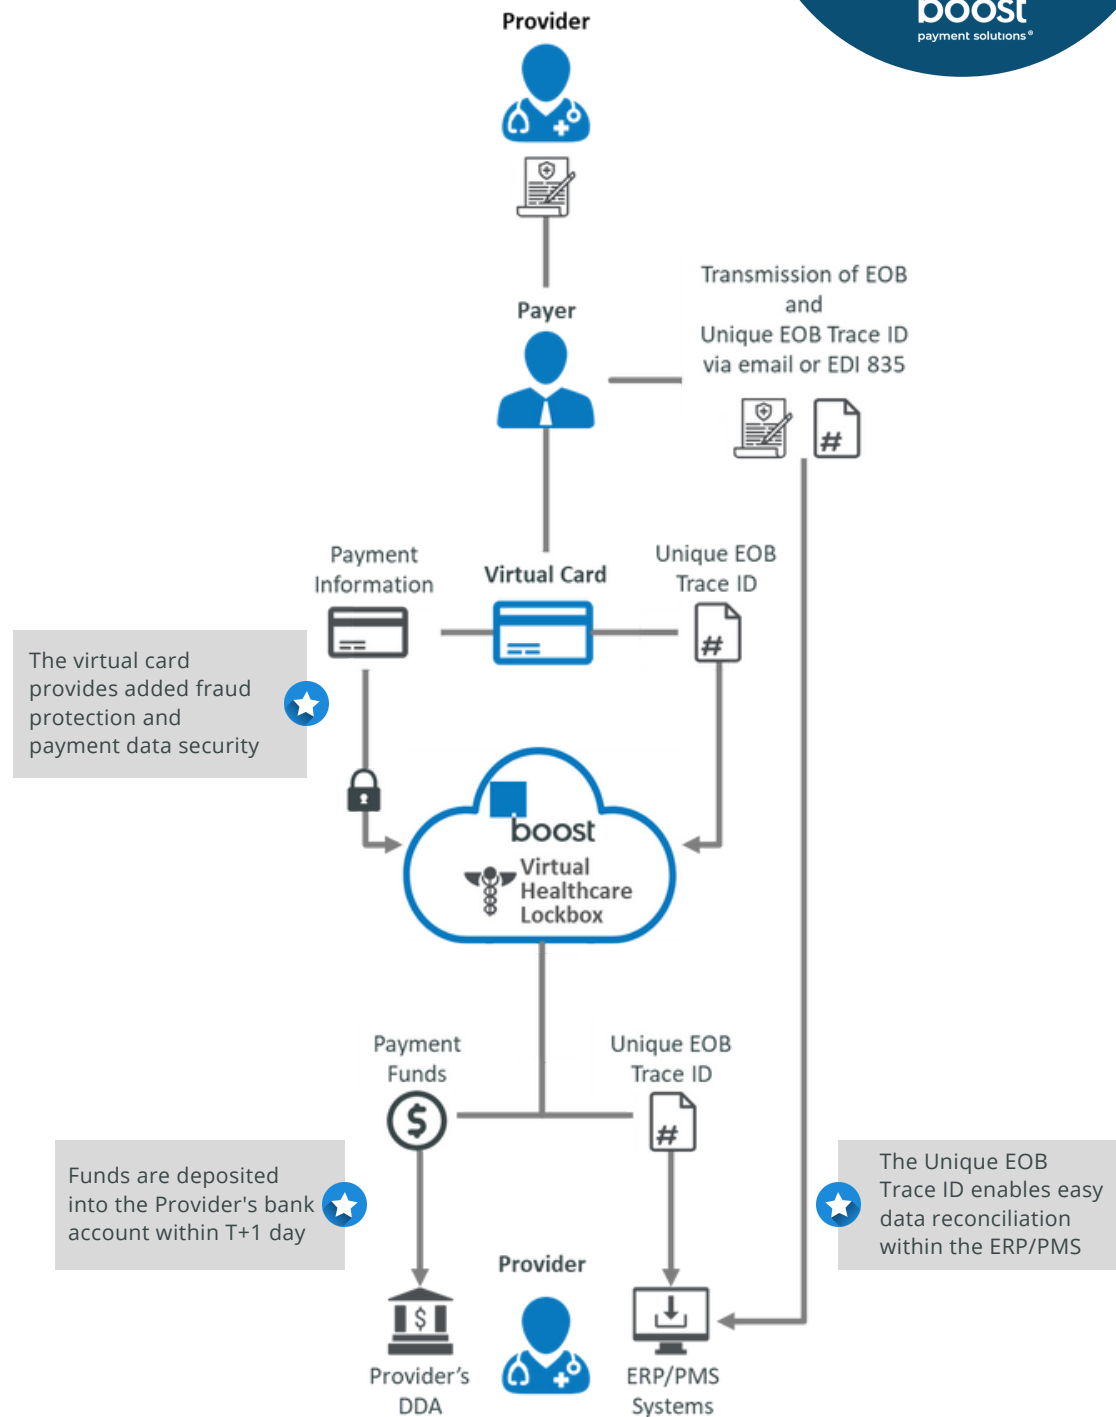 boost
payment solutions®
Provider
Payer
Transmission of EOB
and
Unique EOB Trace ID
via email or EDI 835
#
Payment
Information
Virtual Card
Unique EOB
Trace ID
#
The virtual card
provides added fraud
protection and
payment data security
boost
Virtual
Healthcare
Lockbox
Payment
Funds
$
Unique EOB
Trace ID
#
Funds are deposited
into the Provider's bank
account within T+1 day
The Unique EOB
Trace ID enables easy
data reconciliation
within the ERP/PMS
Provider
$
Provider’s
DDA
ERP/PMS
Systems